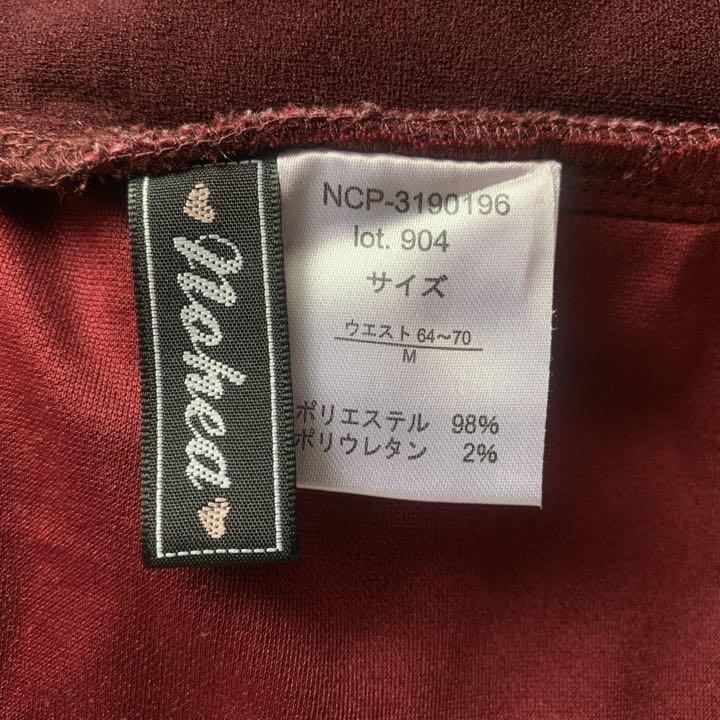 Nohea
NCP-3190196
lot. 904
サイズ
ウエスト 64～70
M
ポリエステル 98%
ポリウレタン 2%